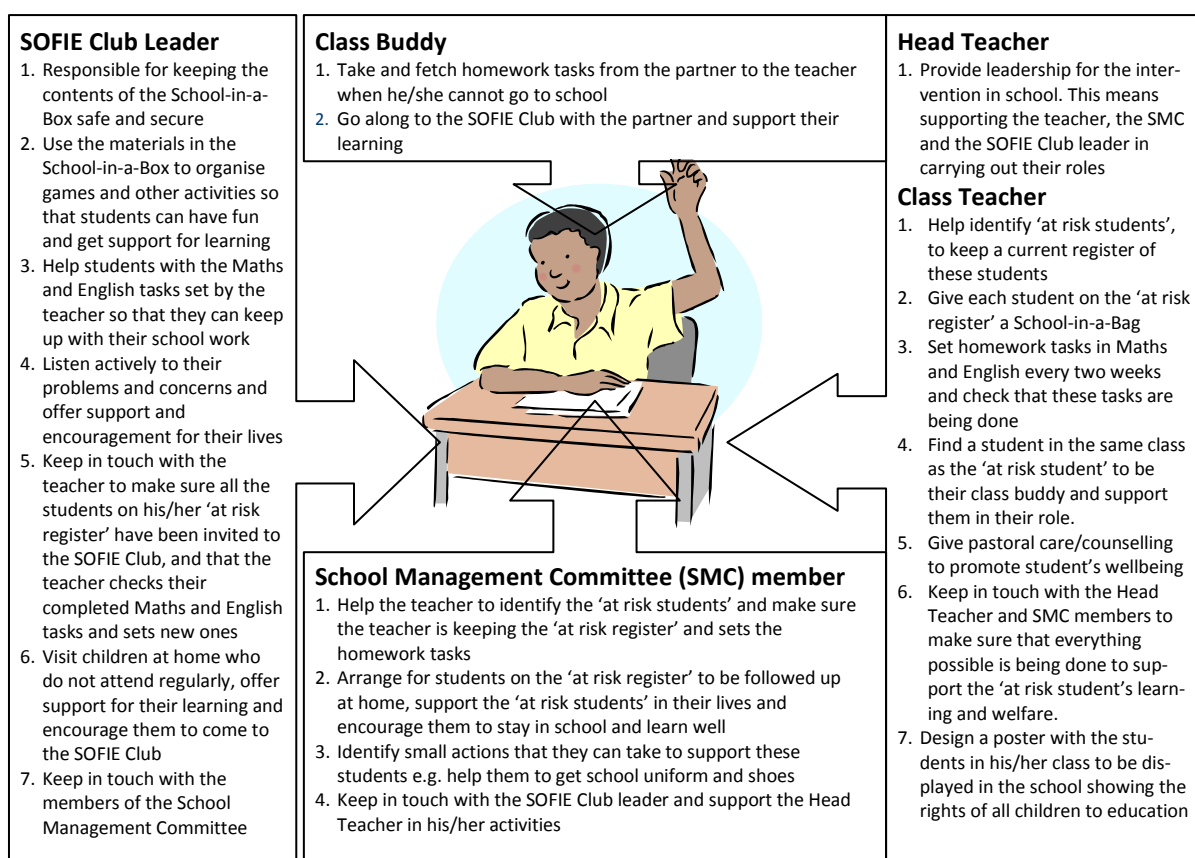 SOFIE Club Leader
1. Responsible for keeping the
contents of the School-in-a-
Box safe and secure
2. Use the materials in the
School-in-a-Box to organise
games and other activities so
that students can have fun
and get support for learning
3. Help students with the Maths
and English tasks set by the
teacher so that they can keep
up with their school work
4. Listen actively to their
problems and concerns and
offer support and
encouragement for their lives
5. Keep in touch with the
teacher to make sure all the
students on his/her ‘at risk
register’ have been invited to
the SOFIE Club, and that the
teacher checks their
completed Maths and English
tasks and sets new ones
6. Visit children at home who
do not attend regularly, offer
support for their learning and
encourage them to come to
the SOFIE Club
7. Keep in touch with the
members of the School
Management Committee
Class Buddy
1. Take and fetch homework tasks from the partner to the teacher
when he/she cannot go to school
2. Go along to the SOFIE Club with the partner and support their
learning
School Management Committee (SMC) member
1. Help the teacher to identify the ‘at risk students’ and make sure
the teacher is keeping the ‘at risk register’ and sets the
homework tasks
2. Arrange for students on the ‘at risk register’ to be followed up
at home, support the ‘at risk students’ in their lives and
encourage them to stay in school and learn well
3. Identify small actions that they can take to support these
students e.g. help them to get school uniform and shoes
4. Keep in touch with the SOFIE Club leader and support the Head
Teacher in his/her activities
Head Teacher
1. Provide leadership for the inter-
vention in school. This means
supporting the teacher, the SMC
and the SOFIE Club leader in
carrying out their roles
Class Teacher
1. Help identify ‘at risk students’,
to keep a current register of
these students
2. Give each student on the ‘at risk
register’ a School-in-a-Bag
3. Set homework tasks in Maths
and English every two weeks
and check that these tasks are
being done
4. Find a student in the same class
as the ‘at risk student’ to be
their class buddy and support
them in their role.
5. Give pastoral care/counselling
to promote student’s wellbeing
6. Keep in touch with the Head
Teacher and SMC members to
make sure that everything
possible is being done to sup-
port the ‘at risk student’s learn-
ing and welfare.
7. Design a poster with the stu-
dents in his/her class to be dis-
played in the school showing the
rights of all children to education